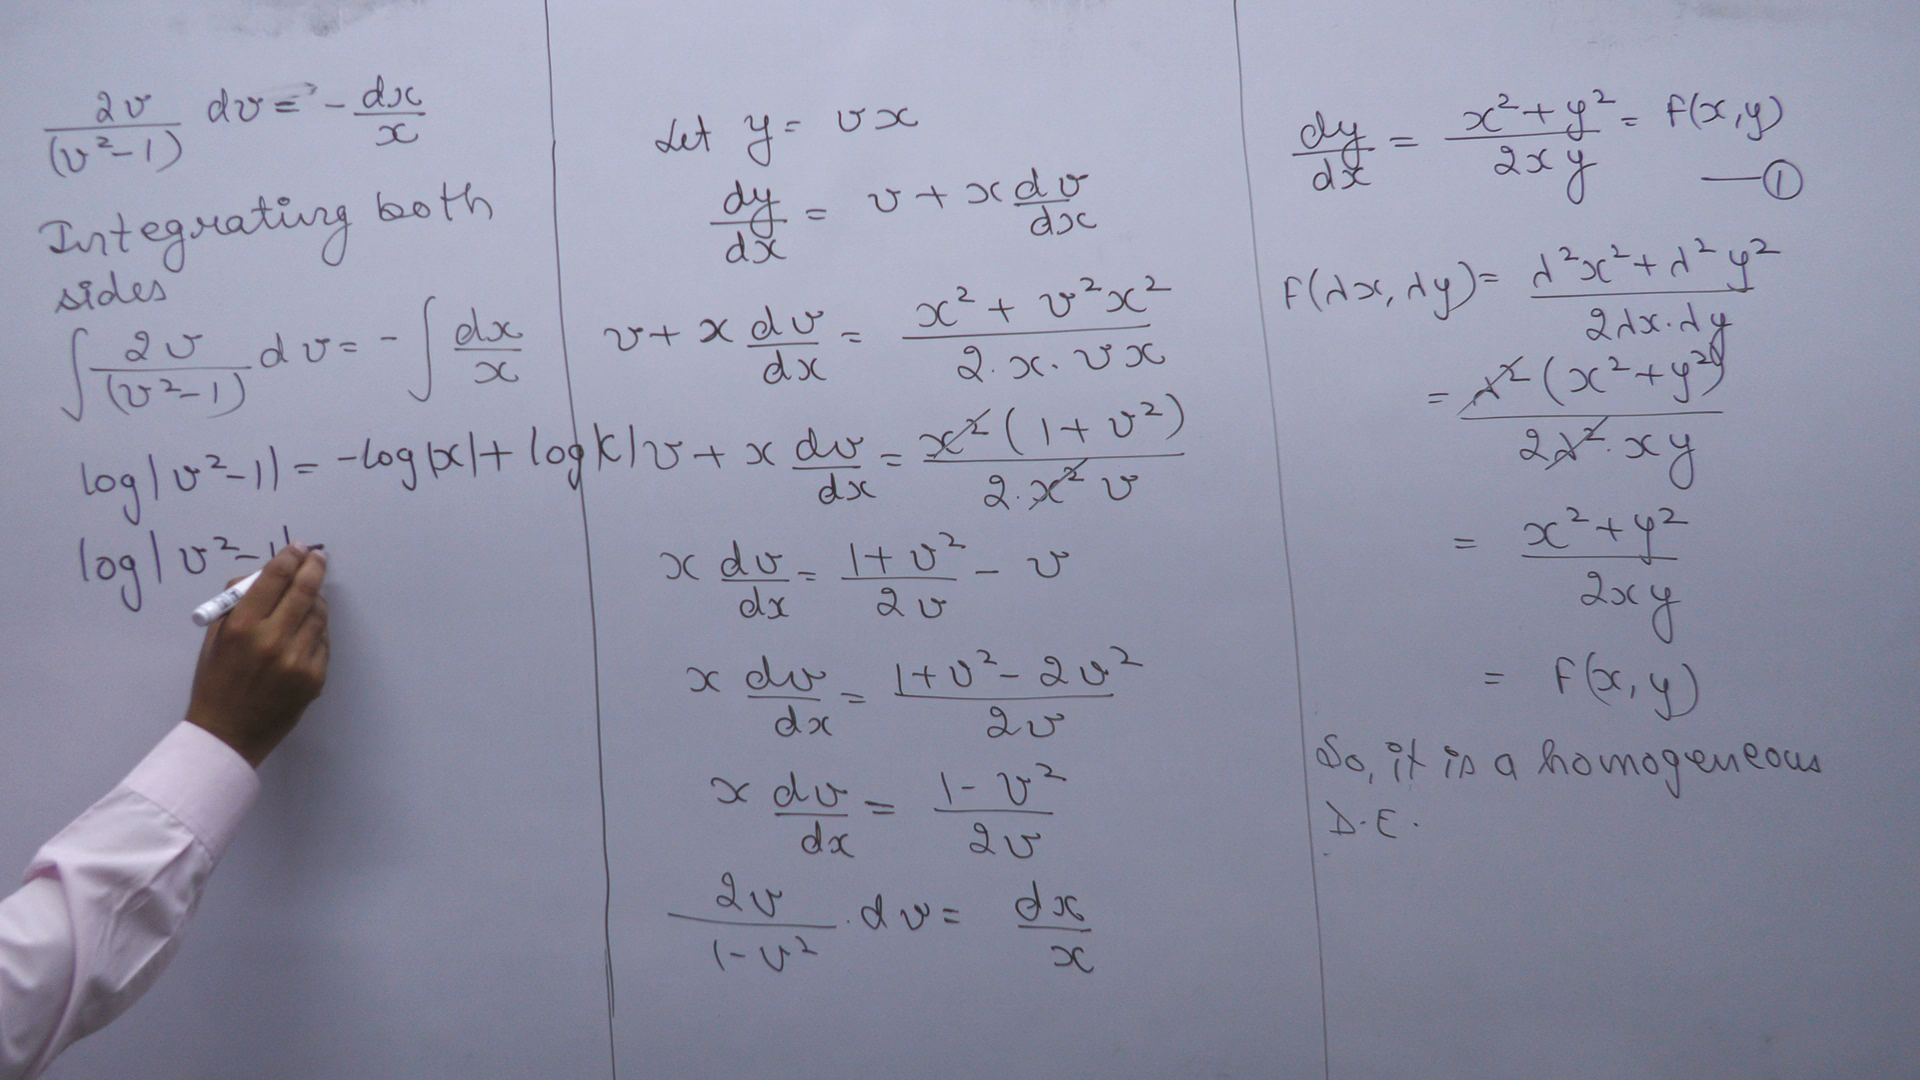 dy/dx = x²+y²/2xy = F(x,y) —①
F(λx, λy) = λ²x²+λ²y²/2λx.λy
= λ²(x²+y²)/2λ².xy
= x²+y²/2xy
= F(x,y)
So, it is a homogeneous
D.E.
Let y = vx
dy/dx = v + x dv/dx
v + x dv/dx = x² + v²x²/2.x.vx
v + x dv/dx = x²(1+v²)/2.x²v
x dv/dx = 1+v²/2v - v
x dv/dx = 1+v²-2v²/2v
x dv/dx = 1-v²/2v
2v/1-v² .dv = dx/x
2v/(v²-1) dv = -dx/x
Integrating both
sides
∫2v/(v²-1) dv = -∫dx/x
log|v²-1| = -log|x|+ log|k|
log|v²-1|